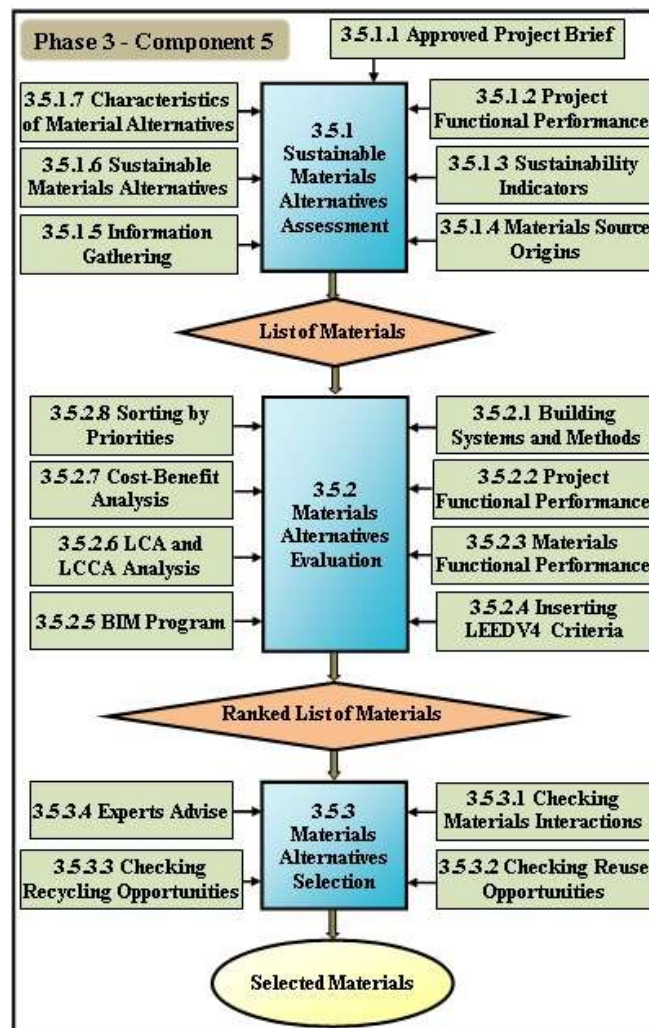 Phase 3 - Component 5
3.5.1.1 Approved Project Brief
3.5.1.7 Characteristics
of Material Alternatives
3.5.1.6 Sustainable
Materials Alternatives
3.5.1.5 Information
Gathering
3.5.1
Sustainable
Materials
Alternatives
Assessment
3.5.1.2 Project
Functional Performance
3.5.1.3 Sustainability
Indicators
3.5.1.4 Materials Source
Origins
List of Materials
3.5.2.8 Sorting by
Priorities
3.5.2.7 Cost-Benefit
Analysis
3.5.2.6 LCA and
LCCA Analysis
3.5.2.5 BIM Program
3.5.2
Materials
Alternatives
Evaluation
3.5.2.1 Building
Systems and Methods
3.5.2.2 Project
Functional Performance
3.5.2.3 Materials
Functional Performance
3.5.2.4 Inserting
LEEDV4 Criteria
Ranked List of Materials
3.5.3.4 Experts Advise
3.5.3.3 Checking
Recycling Opportunities
3.5.3
Materials
Alternatives
Selection
3.5.3.1 Checking
Materials Interactions
3.5.3.2 Checking Reuse
Opportunities
Selected Materials